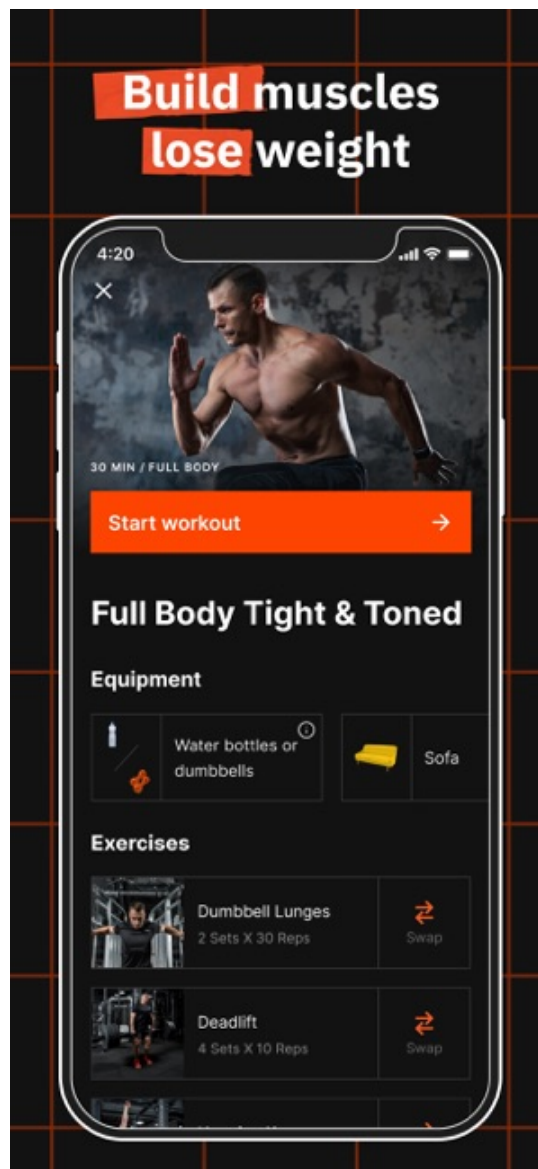 Build muscles
lose weight
4:20
30 MIN / FULL BODY
Start workout
Full Body Tight & Toned
Equipment
Water bottles or
dumbbells
Sofa
Exercises
Dumbbell Lunges
2 Sets X 30 Reps
Swap
Deadlift
4 Sets X 10 Reps
Swap